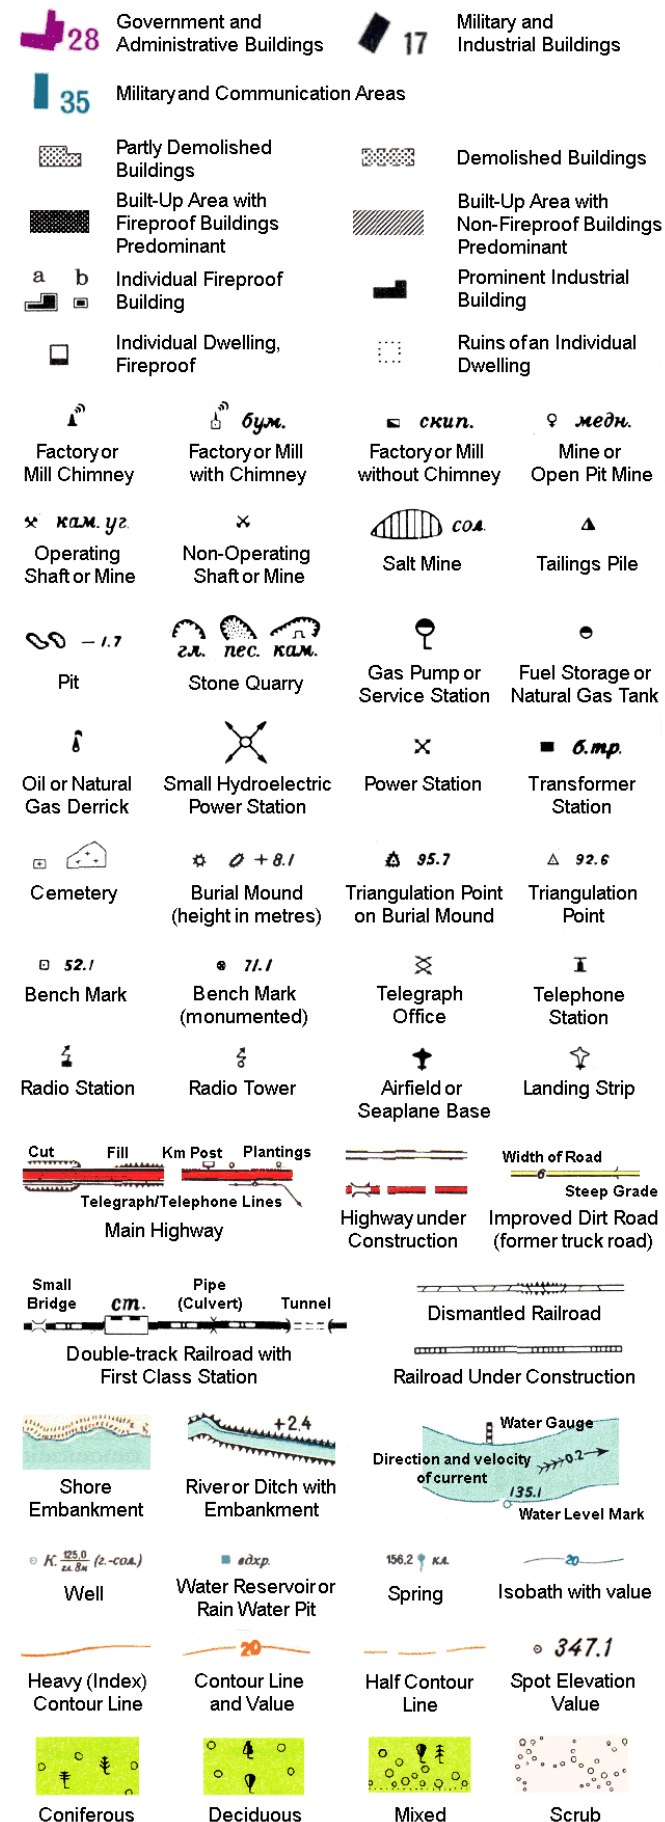 28 Government and Administrative Buildings
17 Military and Industrial Buildings
35 Military and Communication Areas
Partly Demolished Buildings
Demolished Buildings
Built-Up Area with Fireproof Buildings Predominant
Built-Up Area with Non-Fireproof Buildings Predominant
a b Individual Fireproof Building
Prominent Industrial Building
Individual Dwelling, Fireproof
Ruins of an Individual Dwelling
бум. скип. медн.
Factory or Mill Chimney
Factory or Mill with Chimney
Factory or Mill without Chimney
Mine or Open Pit Mine
кам. уг. сол.
Operating Shaft or Mine
Non-Operating Shaft or Mine
Salt Mine
Tailings Pile
–1.7 гл. пес. кам.
Pit
Stone Quarry
Gas Pump or Service Station
Fuel Storage or Natural Gas Tank
б.тр.
Oil or Natural Gas Derrick
Small Hydroelectric Power Station
Power Station
Transformer Station
+8.1 95.7 92.6
Cemetery
Burial Mound (height in metres)
Triangulation Point on Burial Mound
Triangulation Point
52.1 71.1
Bench Mark
Bench Mark (monumented)
Telegraph Office
Telephone Station
Radio Station
Radio Tower
Airfield or Seaplane Base
Landing Strip
Cut Fill Km Post Plantings
Telegraph/Telephone Lines
Main Highway
Highway under Construction
Width of Road
6
Steep Grade
Improved Dirt Road (former truck road)
Small Bridge
ст.
Pipe (Culvert)
Tunnel
Double-track Railroad with First Class Station
Dismantled Railroad
Railroad Under Construction
Shore Embankment
+2,4
River or Ditch with Embankment
Water Gauge
Direction and velocity of current
0.2
135.1
Water Level Mark
К. 125,0 гл. 8м (г.-сол.)
Well
вдхр.
Water Reservoir or Rain Water Pit
156,2 кл.
Spring
20
Isobath with value
Heavy (Index) Contour Line
20
Contour Line and Value
Half Contour Line
347.1
Spot Elevation Value
Coniferous
Deciduous
Mixed
Scrub